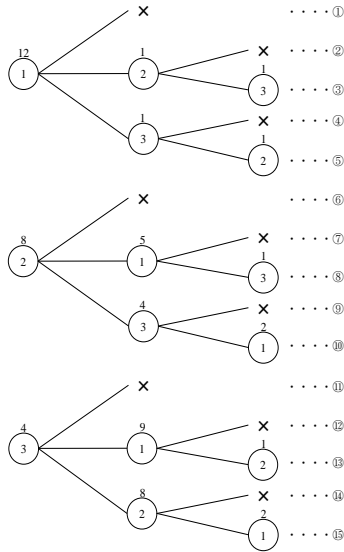 × ・・・・①
12 1 ×  ・・・・②
1 2 1
3 ・・・・③
1 × ・・・・④
3 1
2 ・・・・⑤
× ・・・・⑥
8 5 × ・・・・⑦
2 1 1
3 ・・・・⑧
4 × ・・・・⑨
3 2
1 ・・・・⑩
× ・・・・⑪
4 9 × ・・・・⑫
3 1 1
2 ・・・・⑬
8 × ・・・・⑭
2 2
1 ・・・・⑮